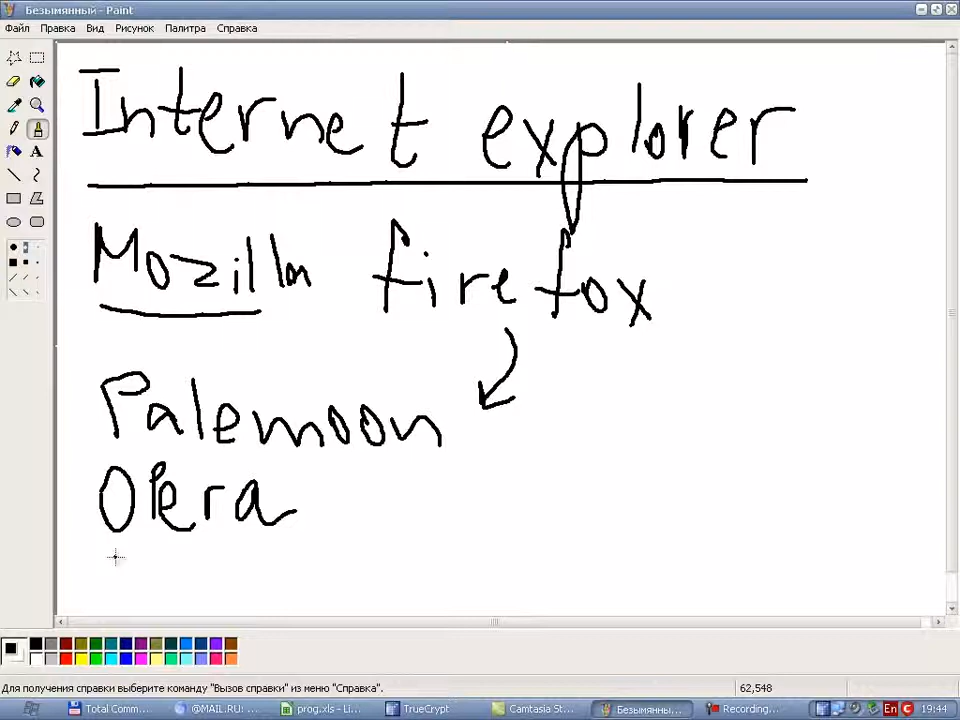 Безымянный - Paint
Файл Правка Вид Рисунок Палитра Справка
Internet explorer
Mozilla firefox
Palemoon
Opera
Для получения справки выберите команду "Вызов справки" из меню "Справка".
62,548
Total Comm...
@MAIL.RU: ...
prog.xls - Li...
TrueCrypt
Camtasia St...
Безымянн...
Recording...
En
19:44